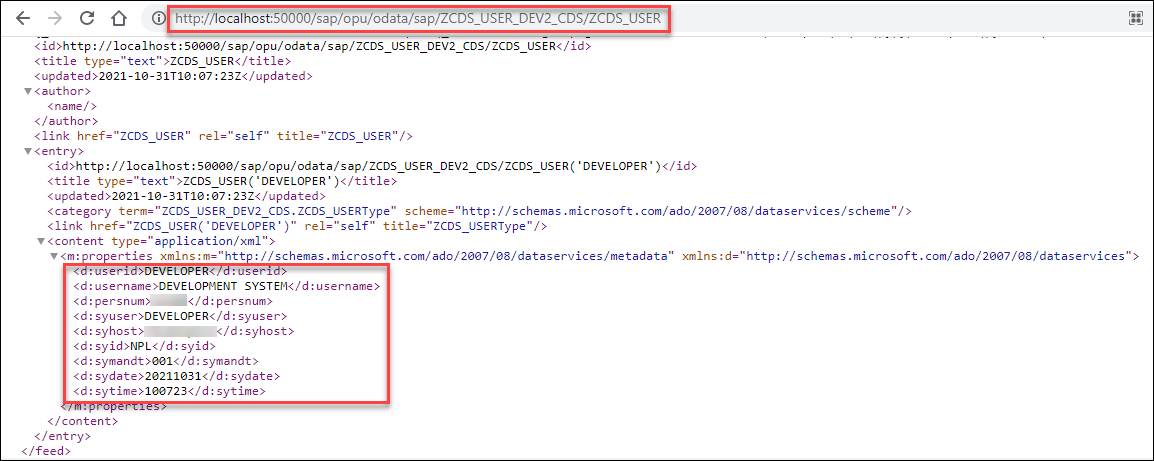 http://localhost:50000/sap/opu/odata/sap/ZCDS_USER_DEV2_CDS/ZCDS_USER
<id>http://localhost:50000/sap/opu/odata/sap/ZCDS_USER_DEV2_CDS/ZCDS_USER</id>
<title type="text">ZCDS_USER</title>
<updated>2021-10-31T10:07:23Z</updated>
▼<author>
<name/>
</author>
<link href="ZCDS_USER" rel="self" title="ZCDS_USER"/>
▼<entry>
<id>http://localhost:50000/sap/opu/odata/sap/ZCDS_USER_DEV2_CDS/ZCDS_USER('DEVELOPER')</id>
<title type="text">ZCDS_USER('DEVELOPER')</title>
<updated>2021-10-31T10:07:23Z</updated>
<category term="ZCDS_USER_DEV2_CDS.ZCDS_USERType" scheme="http://schemas.microsoft.com/ado/2007/08/dataservices/scheme"/>
<link href="ZCDS_USER('DEVELOPER')" rel="self" title="ZCDS_USERType"/>
▼<content type="application/xml">
▼<m:properties xmlns:m="http://schemas.microsoft.com/ado/2007/08/dataservices/metadata" xmlns:d="http://schemas.microsoft.com/ado/2007/08/dataservices">
<d:userid>DEVELOPER</d:userid>
<d:username>DEVELOPMENT SYSTEM</d:username>
<d:persnum></d:persnum>
<d:syuser>DEVELOPER</d:syuser>
<d:syhost></d:syhost>
<d:syid>NPL</d:syid>
<d:symandt>001</d:symandt>
<d:sydate>20211031</d:sydate>
<d:sytime>100723</d:sytime>
</m:properties>
</content>
</entry>
</feed>